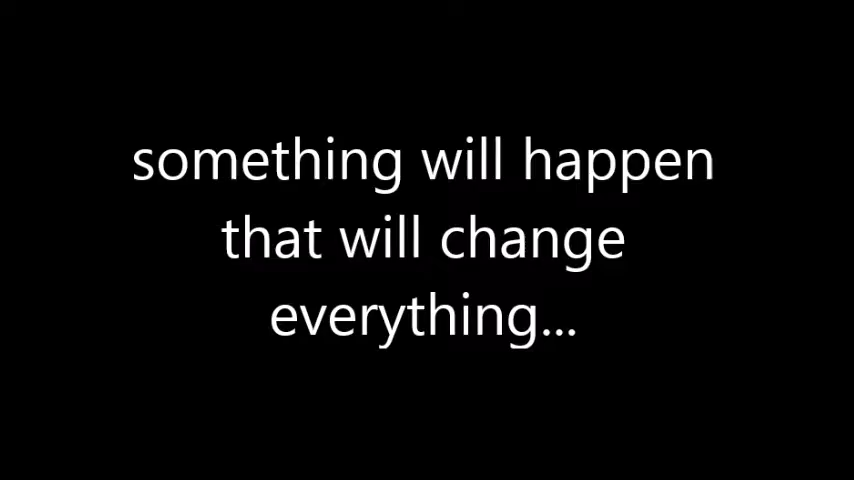 something will happen
that will change
everything...